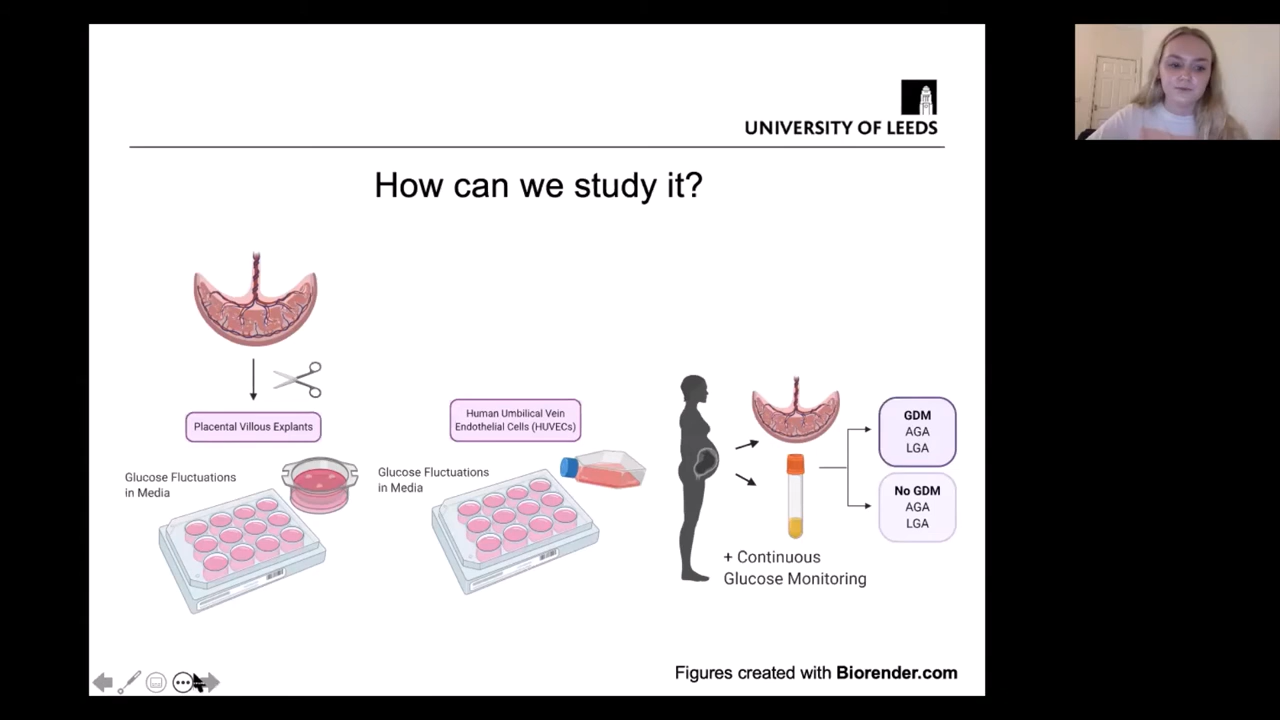 UNIVERSITY OF LEEDS
How can we study it?
Placental Villous Explants
Glucose Fluctuations
in Media
Human Umbilical Vein
Endothelial Cells (HUVECs)
Glucose Fluctuations
in Media
GDM
AGA
LGA
No GDM
AGA
LGA
+ Continuous
Glucose Monitoring
Figures created with Biorender.com